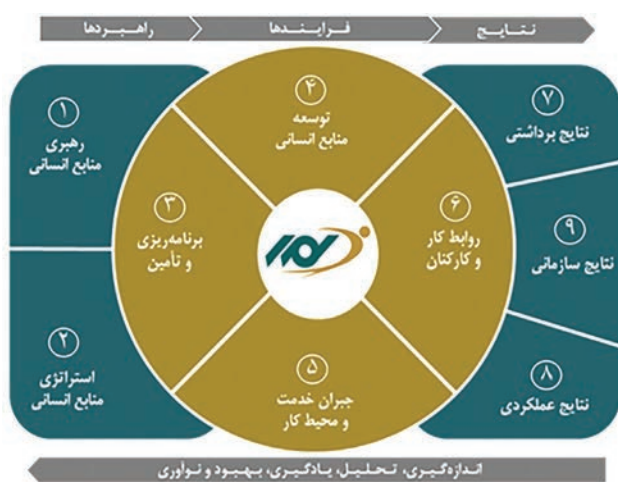 راهبردها
فرایندها
نتایج
۱
رهبری
منابع انسانی
۲
استراتژی
منابع انسانی
۳
برنامه‌ریزی
و تأمین
۴
توسعه
منابع انسانی
۵
جبران خدمت
و محیط کار
۶
روابط کار
و کارکنان
۷
نتایج برداشتی
۹
نتایج سازمانی
۸
نتایج عملکردی
اندازه‌گیری، تحلیل، یادگیری، بهبود و نوآوری